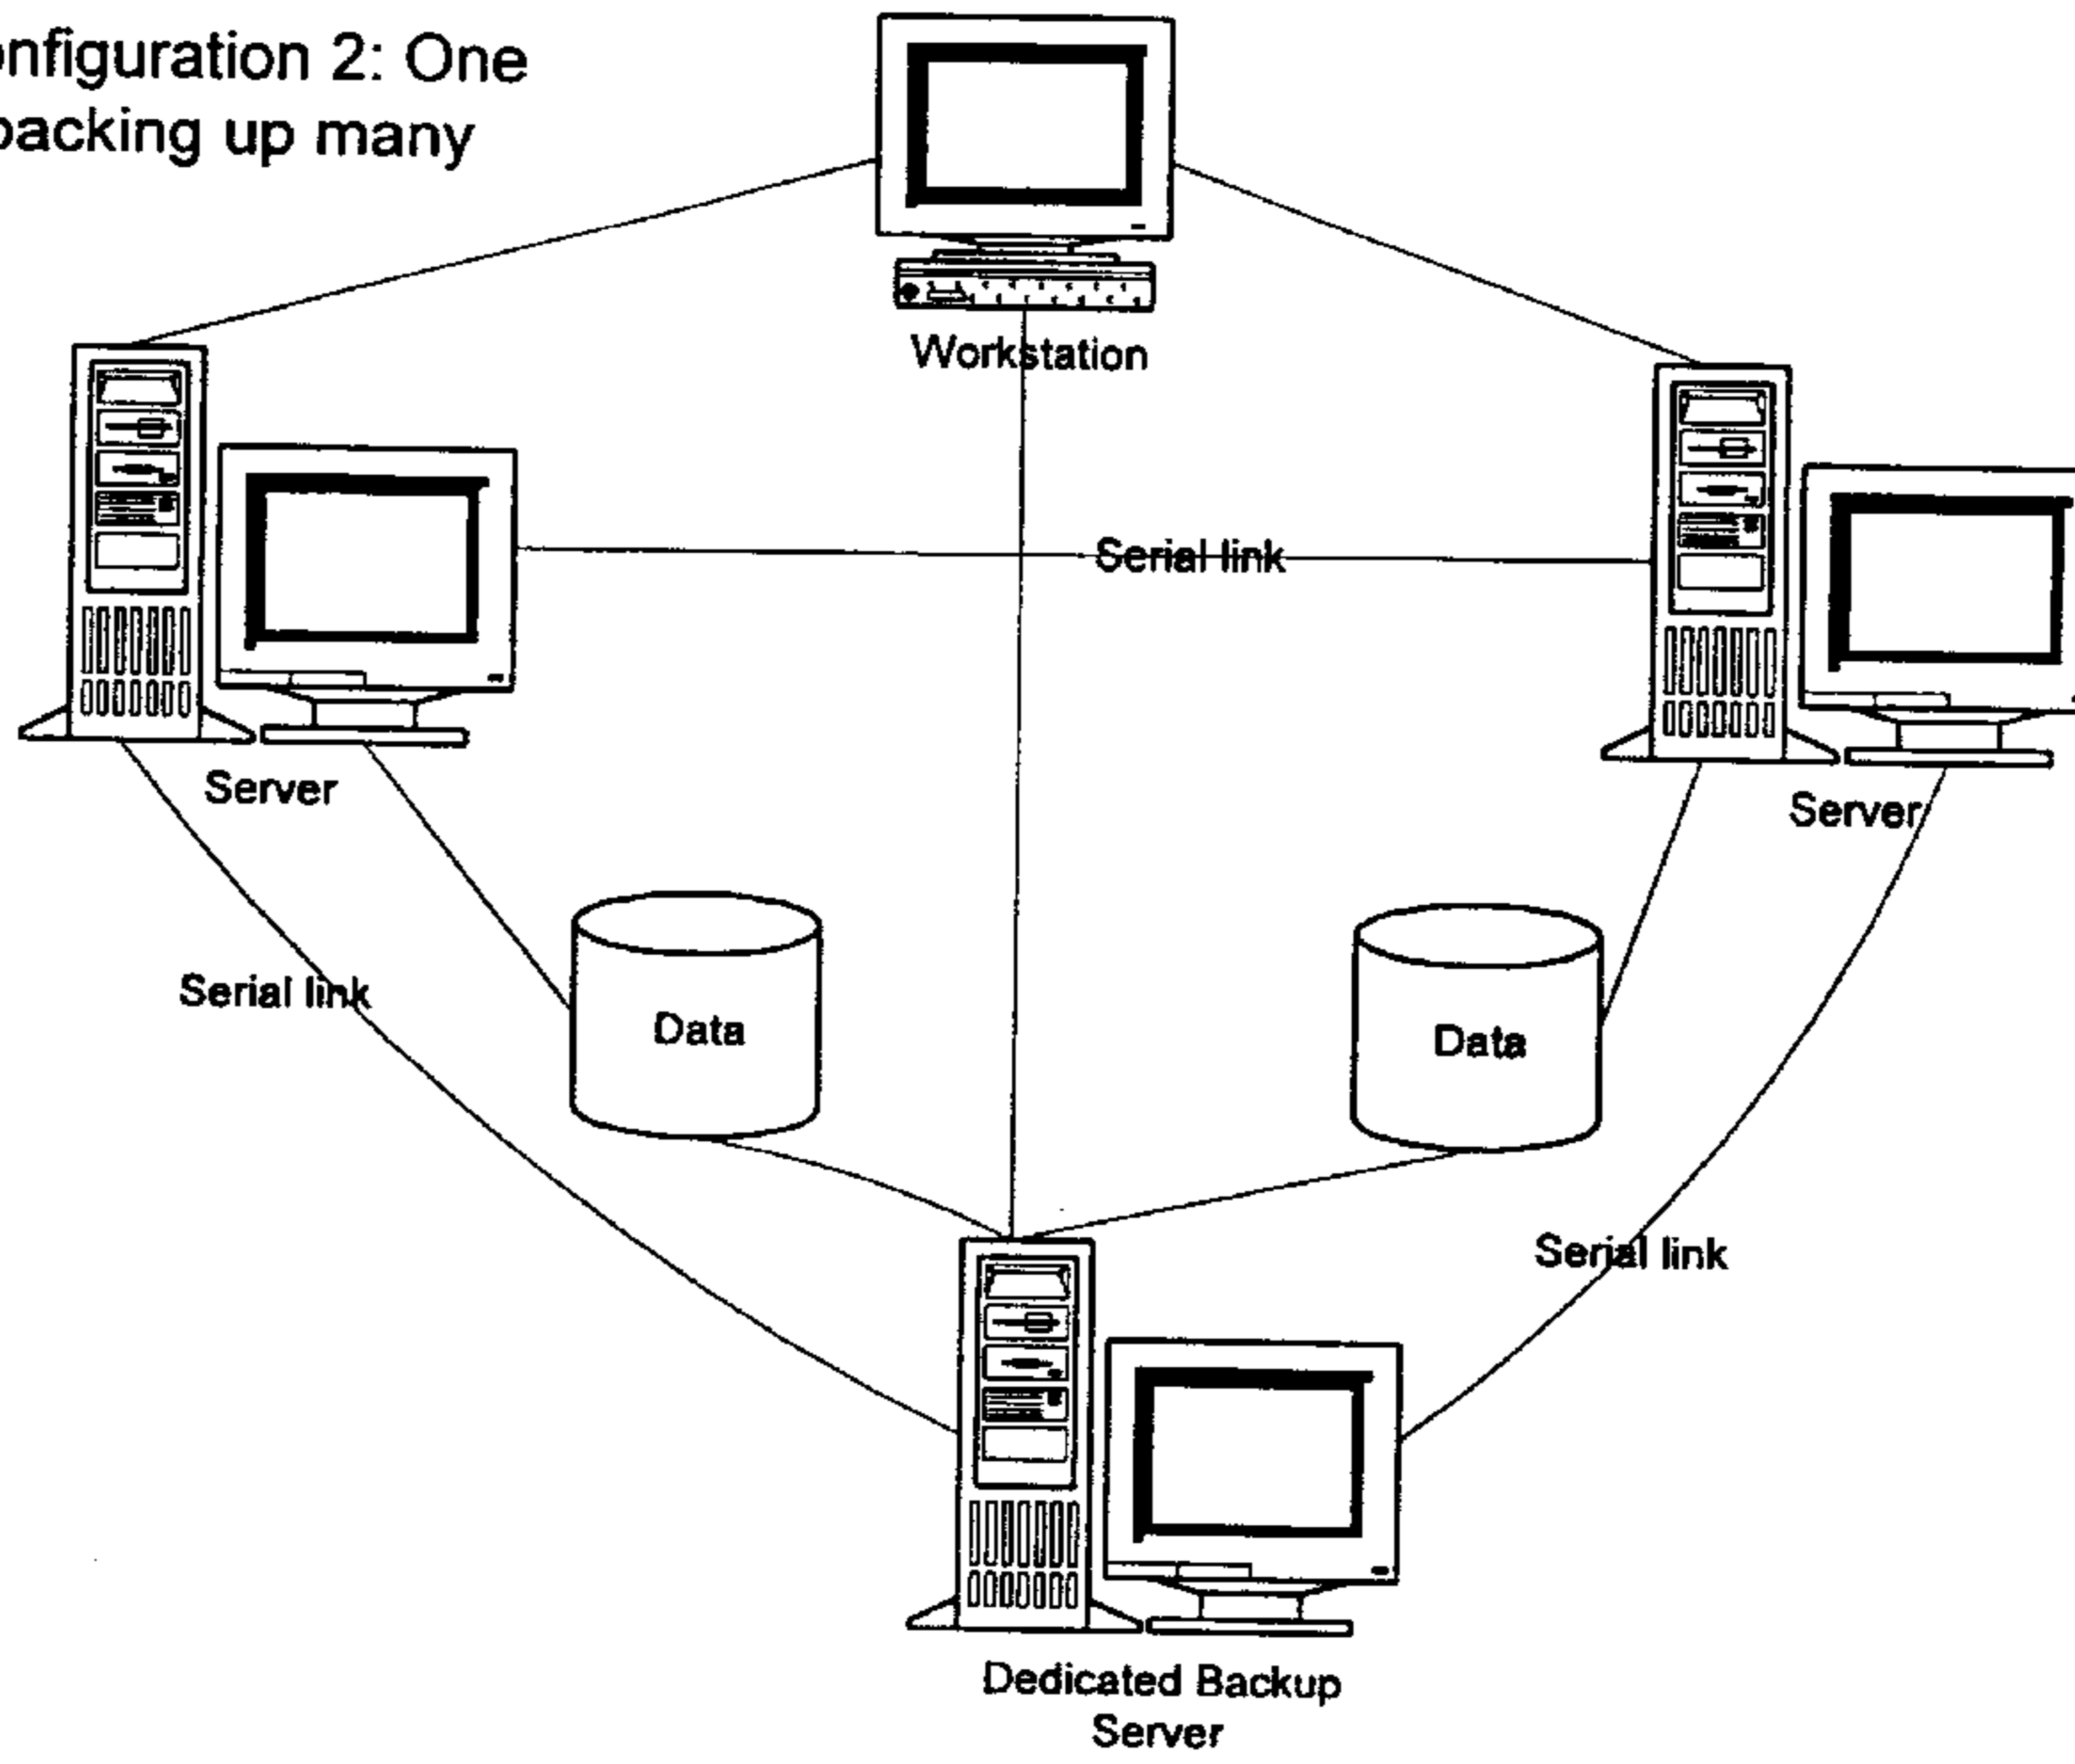 onfiguration 2: One
backing up many
Workstation
Serial link
Server
Server
Serial link
Data
Data
Serial link
Dedicated Backup
Server